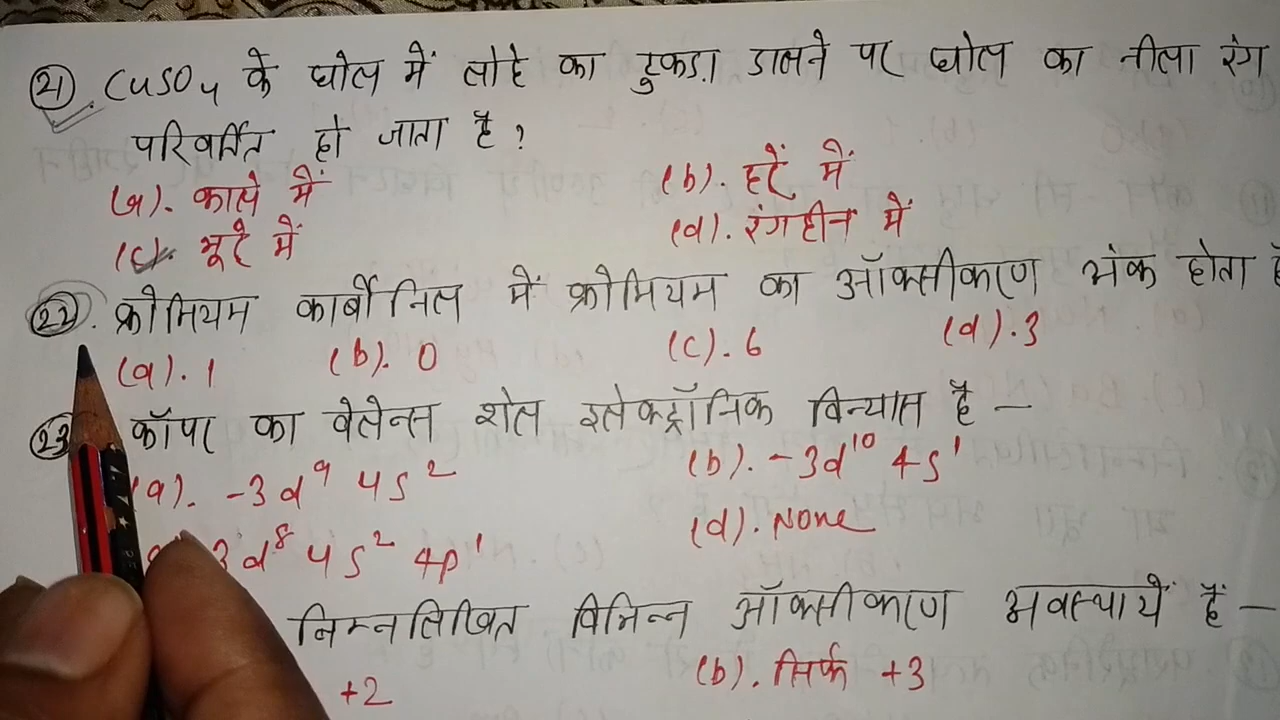 21. CuSO4 के घोल में लोहे का टुकड़ा डालने पर घोल का नीला रंग
परिवर्तित हो जाता है ?
(a). काले में (b). हरे में
(c). भूरे में (d). रंगहीन में
22. क्रोमियम कार्बोनिल में क्रोमियम का ऑक्सीकरण अंक होता है
(a). 1 (b). 0 (c). 6 (d). 3
23 कॉपर का वेलेन्स शेल इलेक्ट्रॉनिक विन्यास है –
(a). -3d⁹ 4s² (b). -3d¹⁰ 4s¹
3d⁸ 4s² 4p¹ (d). None
निम्नलिखित विभिन्न ऑक्सीकरण अवस्थायें हैं –
+2 (b). सिर्फ +3